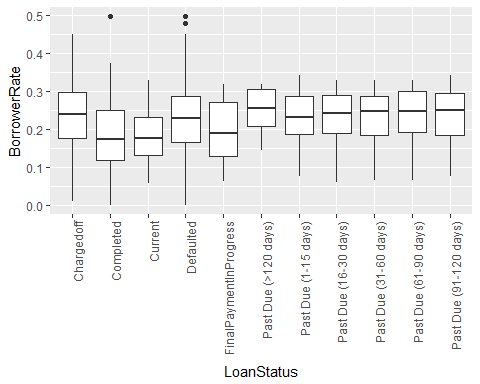 0.5
0.4
0.3
0.2
0.1
0.0
BorrowerRate
Chargedoff
Completed
Current
Defaulted
FinalPaymentInProgress
Past Due (>120 days)
Past Due (1-15 days)
Past Due (16-30 days)
Past Due (31-60 days)
Past Due (61-90 days)
Past Due (91-120 days)
LoanStatus